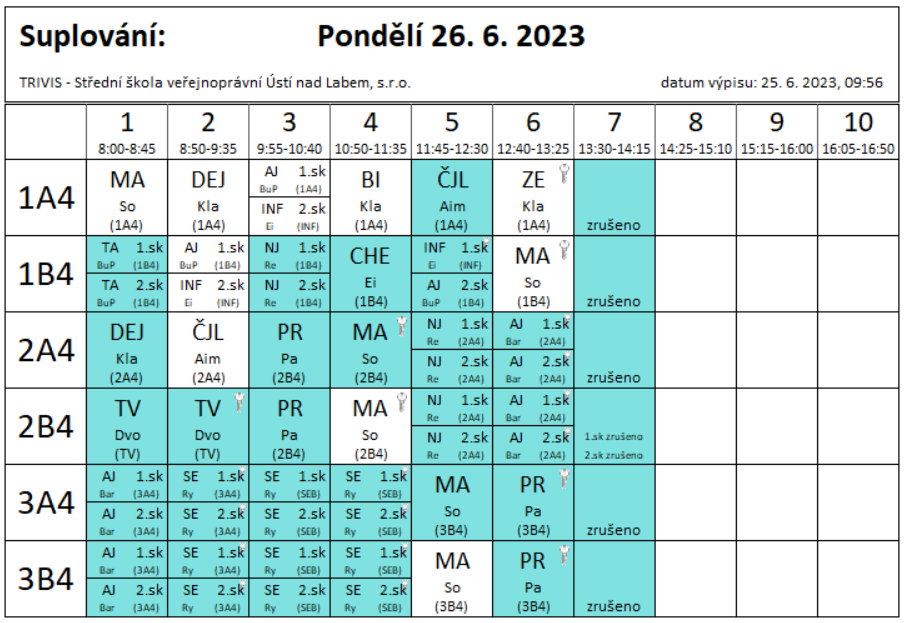 Suplování: Pondělí 26. 6. 2023
TRIVIS - Střední škola veřejnoprávní Ústí nad Labem, s.r.o. datum výpisu: 25. 6. 2023, 09:56
1 2 3 4 5 6 7 8 9 10
8:00-8:45 8:50-9:35 9:55-10:40 10:50-11:35 11:45-12:30 12:40-13:25 13:30-14:15 14:25-15:10 15:15-16:00 16:05-16:50
1A4
MA
So
(1A4)
DEJ
Kla
(1A4)
AJ 1.sk
BuP (1A4)
INF 2.sk
Ei (INF)
BI
Kla
(1A4)
ČJL
Aim
(1A4)
ZE
Kla
(1A4)
zrušeno
1B4
TA 1.sk
BuP (1B4)
TA 2.sk
BuP (1B4)
AJ 1.sk
BuP (1B4)
INF 2.sk
Ei (INF)
NJ 1.sk
Re (1B4)
NJ 2.sk
Re (1B4)
CHE
Ei
(1B4)
INF 1.sk
Ei (INF)
AJ 2.sk
BuP (1B4)
MA
So
(1B4)
zrušeno
2A4
DEJ
Kla
(2A4)
ČJL
Aim
(2A4)
PR
Pa
(2B4)
MA
So
(2B4)
NJ 1.sk
Re (2A4)
NJ 2.sk
Re (2A4)
AJ 1.sk
Bar (2A4)
AJ 2.sk
Bar (2A4)
zrušeno
2B4
TV
Dvo
(TV)
TV
Dvo
(TV)
PR
Pa
(2B4)
MA
So
(2B4)
NJ 1.sk
Re (2A4)
NJ 2.sk
Re (2A4)
AJ 1.sk
Bar (2A4)
AJ 2.sk
Bar (2A4)
1.sk zrušeno
2.sk zrušeno
3A4
AJ 1.sk
Bar (3A4)
AJ 2.sk
Bar (3A4)
SE 1.sk
Ry (3A4)
SE 2.sk
Ry (3A4)
SE 1.sk
Ry (SEB)
SE 2.sk
Ry (SEB)
SE 1.sk
Ry (SEB)
SE 2.sk
Ry (SEB)
MA
So
(3B4)
PR
Pa
(3B4)
zrušeno
3B4
AJ 1.sk
Bar (3A4)
AJ 2.sk
Bar (3A4)
SE 1.sk
Ry (3A4)
SE 2.sk
Ry (3A4)
SE 1.sk
Ry (SEB)
SE 2.sk
Ry (SEB)
SE 1.sk
Ry (SEB)
SE 2.sk
Ry (SEB)
MA
So
(3B4)
PR
Pa
(3B4)
zrušeno